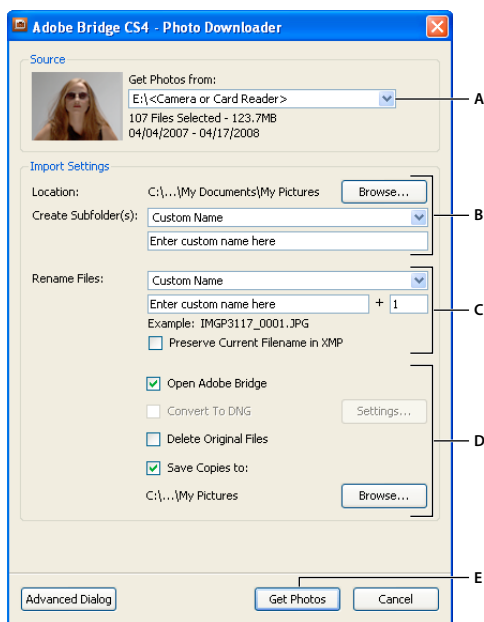 Adobe Bridge CS4 - Photo Downloader
Source
Get Photos from:
E:\<Camera or Card Reader>
A
107 Files Selected - 123.7MB
04/04/2007 - 04/17/2008
Import Settings
Location: C:\...\My Documents\My Pictures Browse...
Create Subfolder(s): Custom Name
B
Enter custom name here
Rename Files: Custom Name
Enter custom name here + 1
C
Example: IMGP3117_0001.JPG
Preserve Current Filename in XMP
Open Adobe Bridge
Convert To DNG Settings...
Delete Original Files
D
Save Copies to:
C:\...\My Pictures Browse...
E
Advanced Dialog Get Photos Cancel